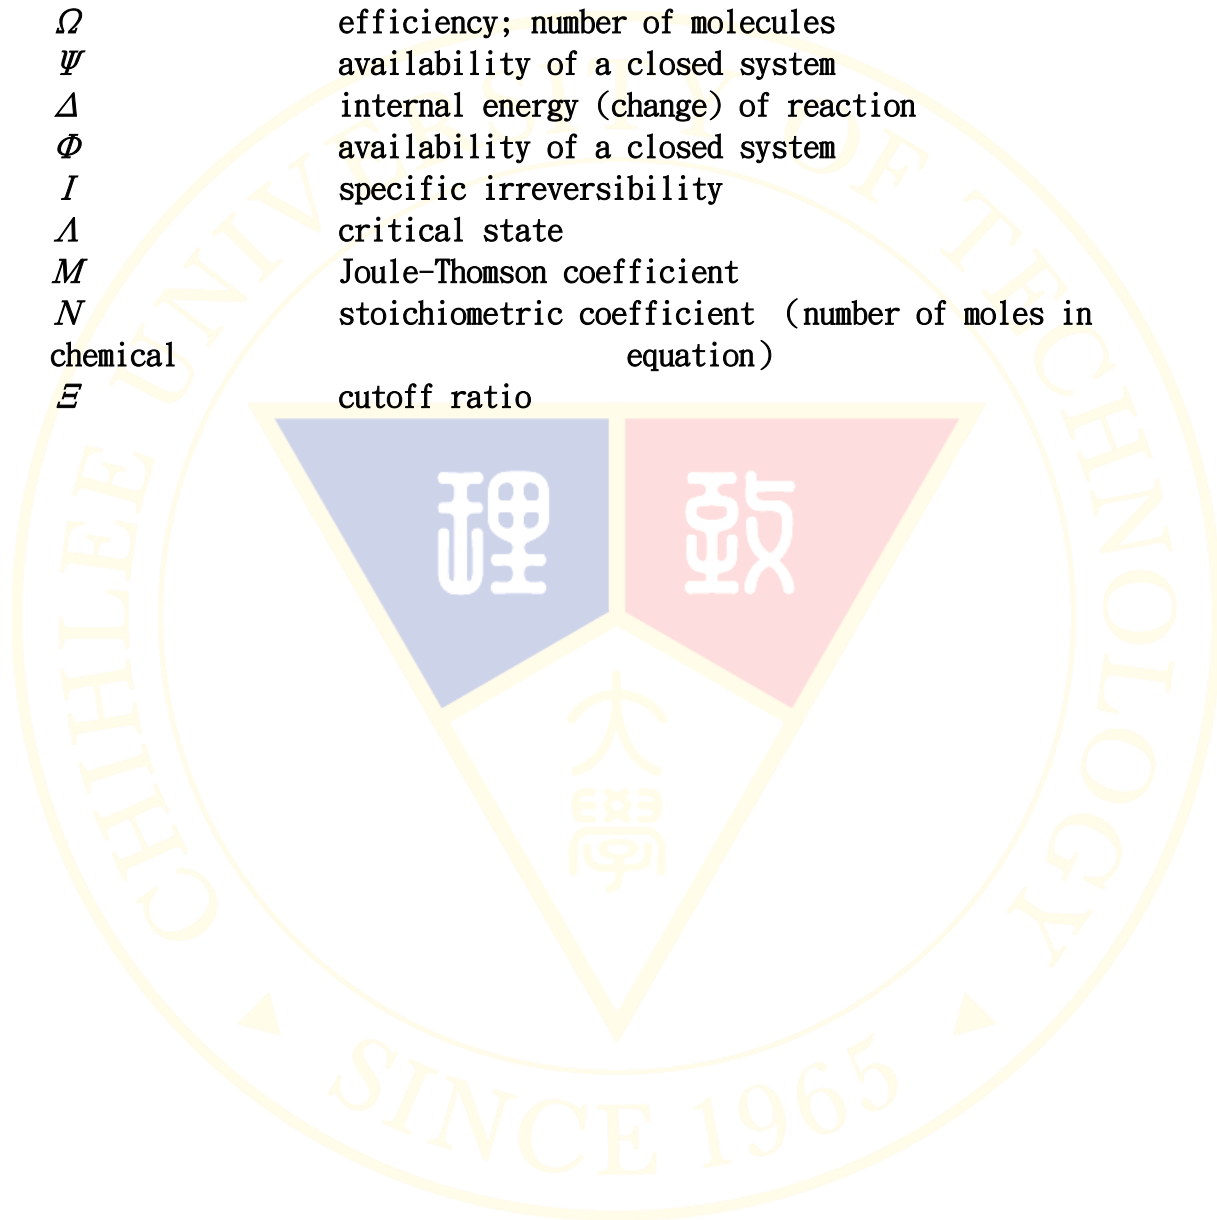 Ω efficiency; number of molecules
Ψ availability of a closed system
Δ internal energy (change) of reaction
Φ availability of a closed system
I specific irreversibility
Λ critical state
M Joule-Thomson coefficient
N stoichiometric coefficient （number of moles in
chemical equation）
Ξ cutoff ratio
CHIHLEE UNIVERSITY OF TECHNOLOGY
理 致
大
學
SINCE 1965